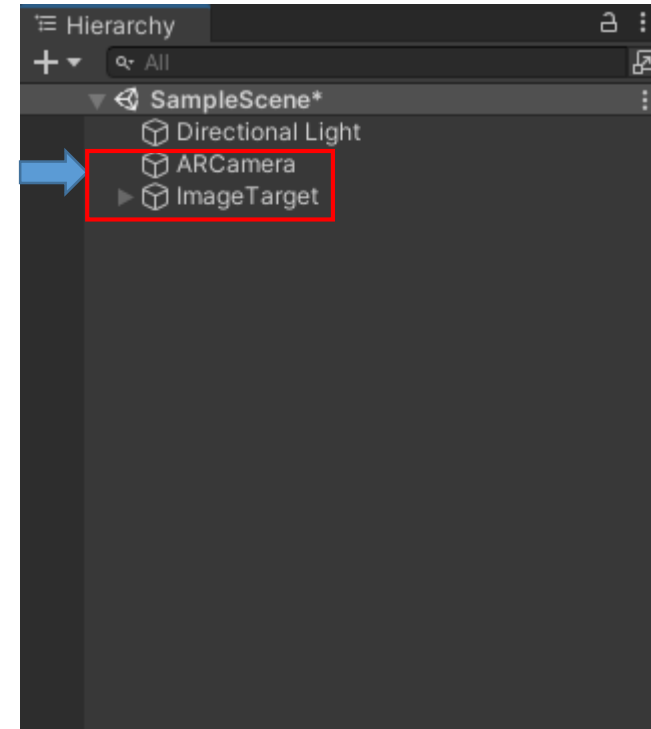 Hierarchy
All
SampleScene*
Directional Light
ARCamera
ImageTarget